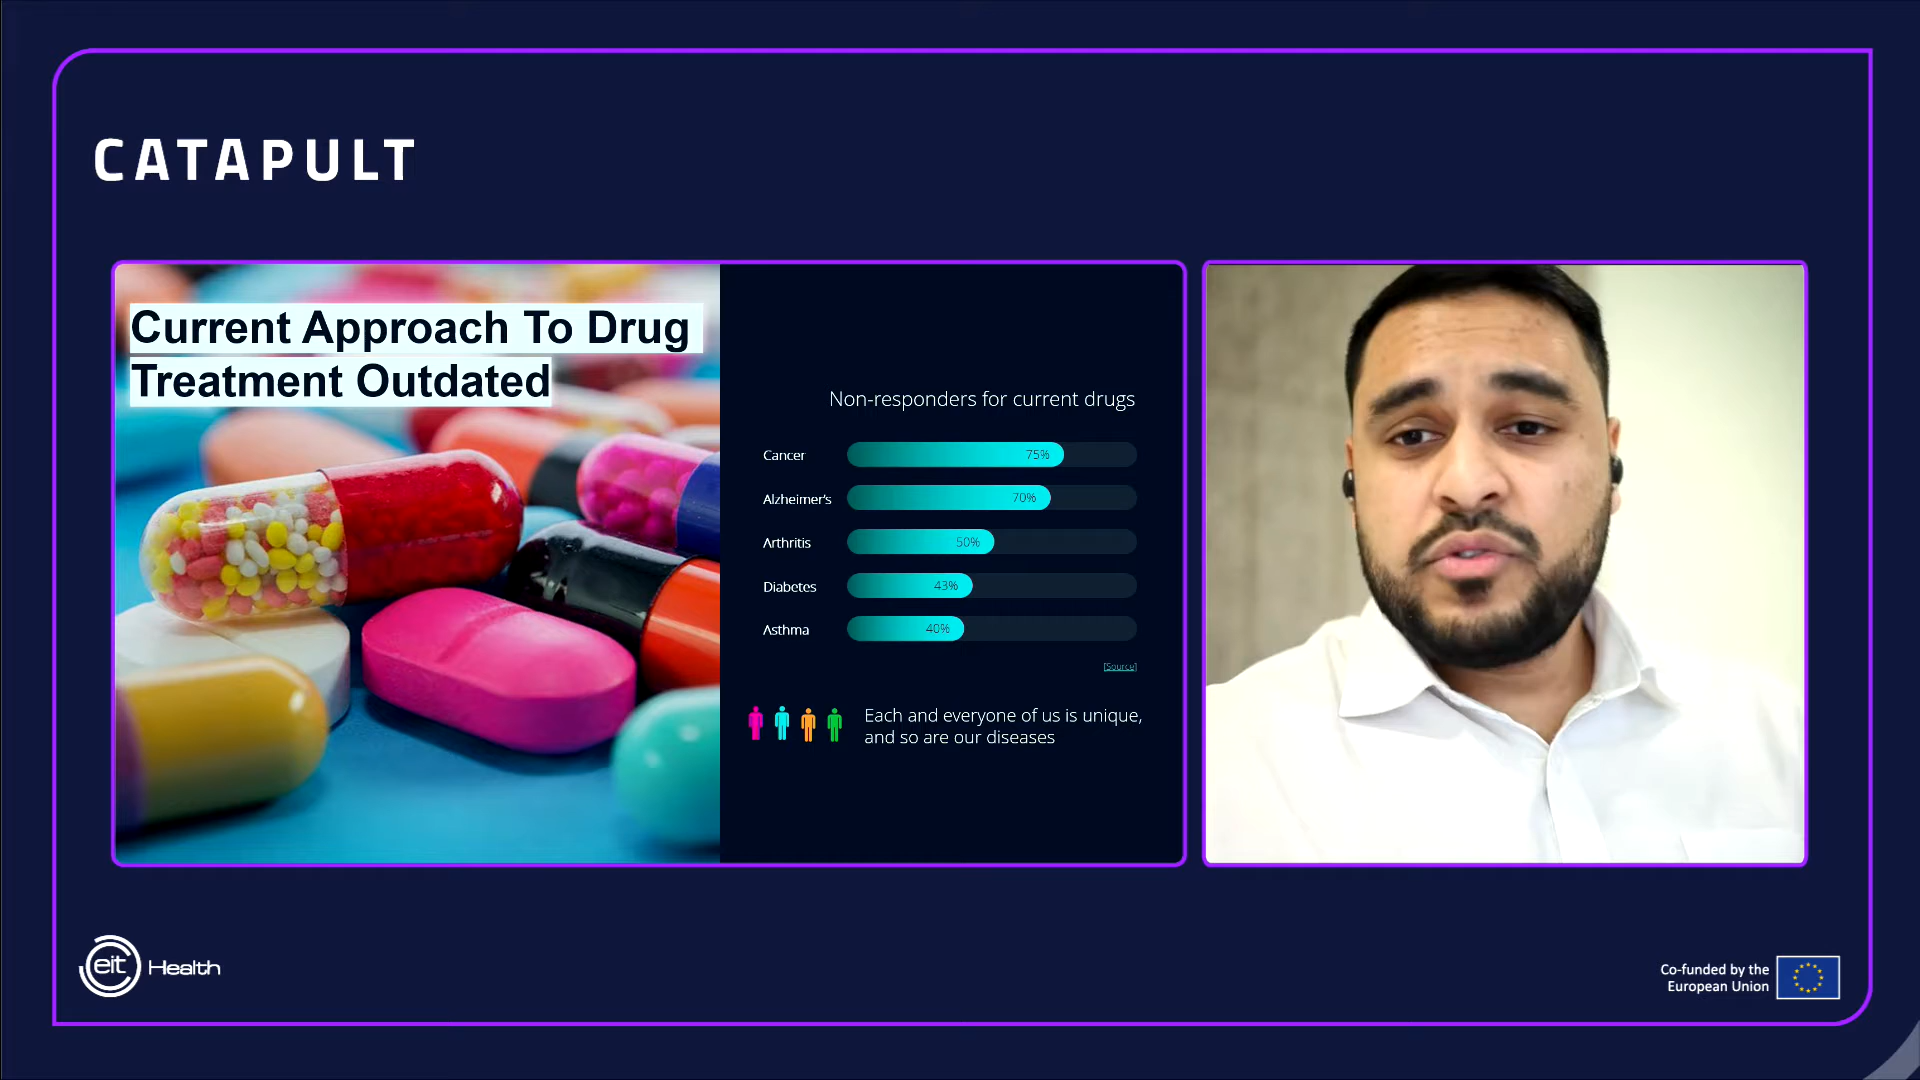 CATAPULT
Current Approach To Drug
Treatment Outdated
Non-responders for current drugs
Cancer 75%
Alzheimer's 70%
Arthritis 50%
Diabetes 43%
Asthma 40%
[Source]
Each and everyone of us is unique,
and so are our diseases
eit Health
Co-funded by the
European Union